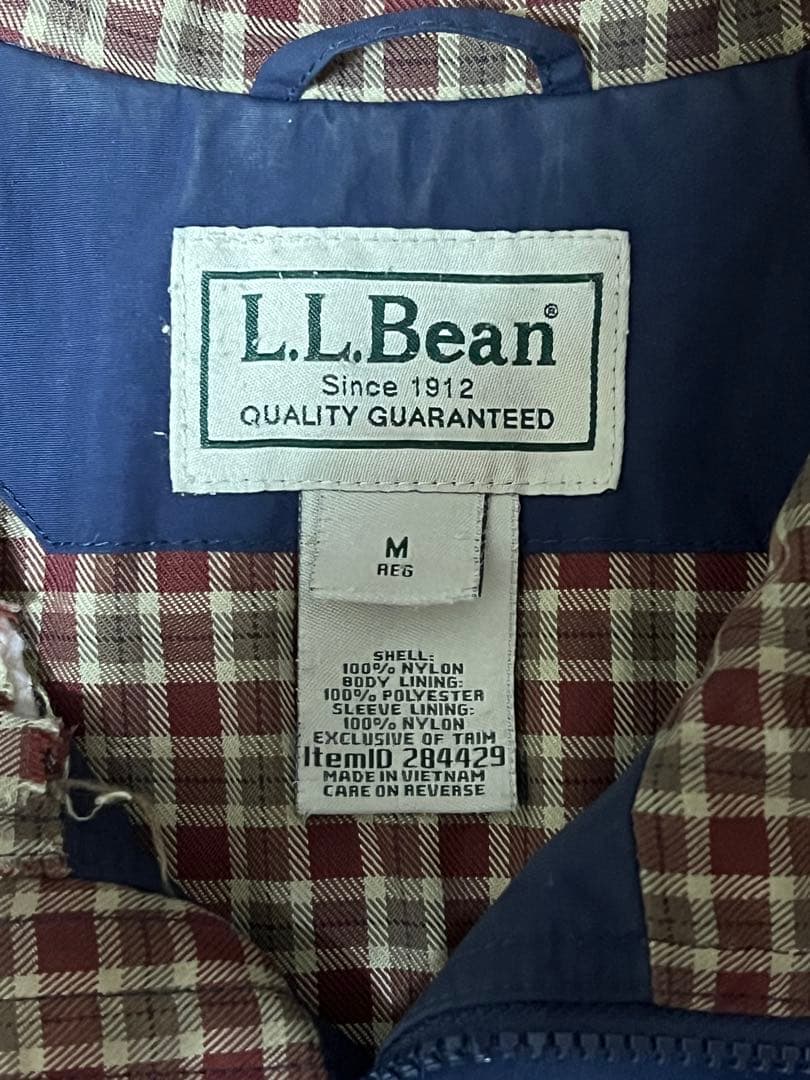 L.L.Bean®
Since 1912
QUALITY GUARANTEED
M
REG
SHELL:
100% NYLON
BODY LINING:
100% POLYESTER
SLEEVE LINING:
100% NYLON
EXCLUSIVE OF TRIM
ItemID 284429
MADE IN VIETNAM
CARE ON REVERSE